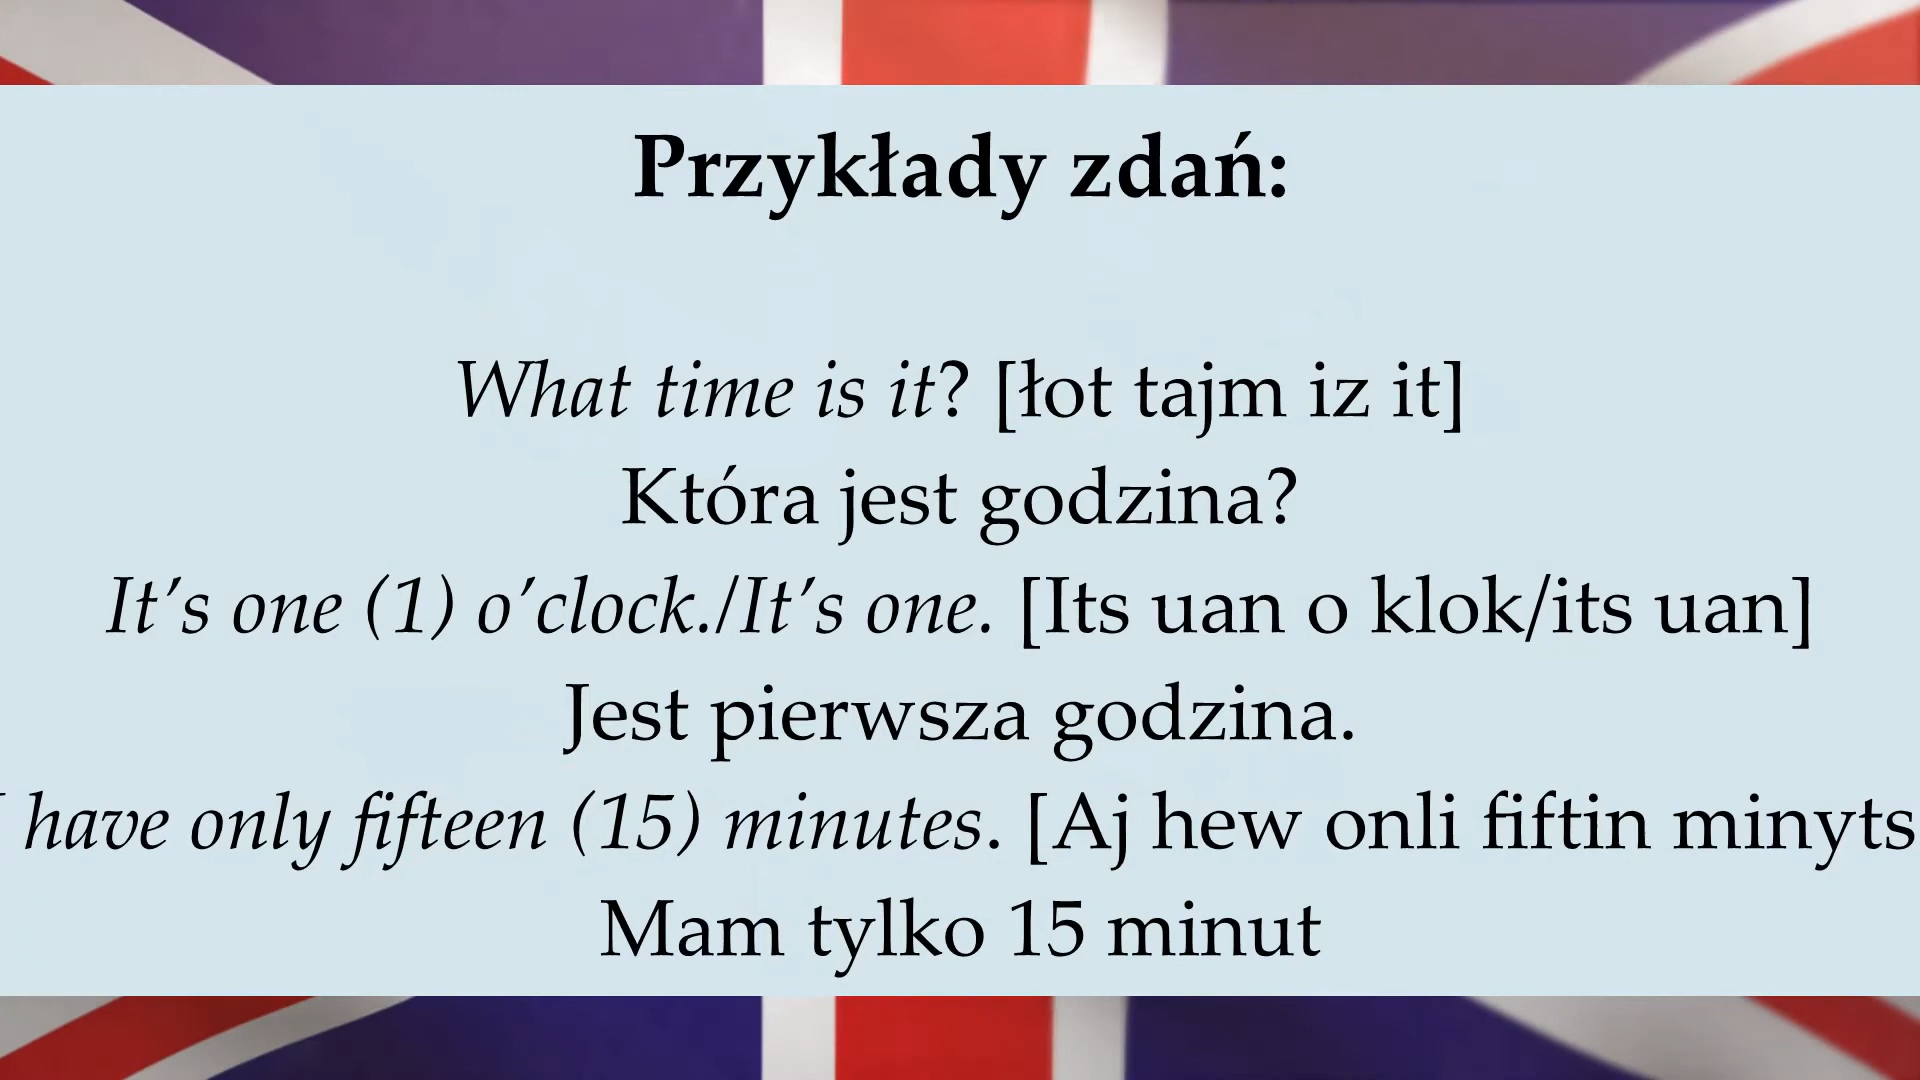 Przykłady zdań:
What time is it? [łot tajm iz it]
Która jest godzina?
It’s one (1) o’clock./It’s one. [Its uan o klok/its uan]
Jest pierwsza godzina.
have only fifteen (15) minutes. [Aj hew onli fiftin minyts
Mam tylko 15 minut